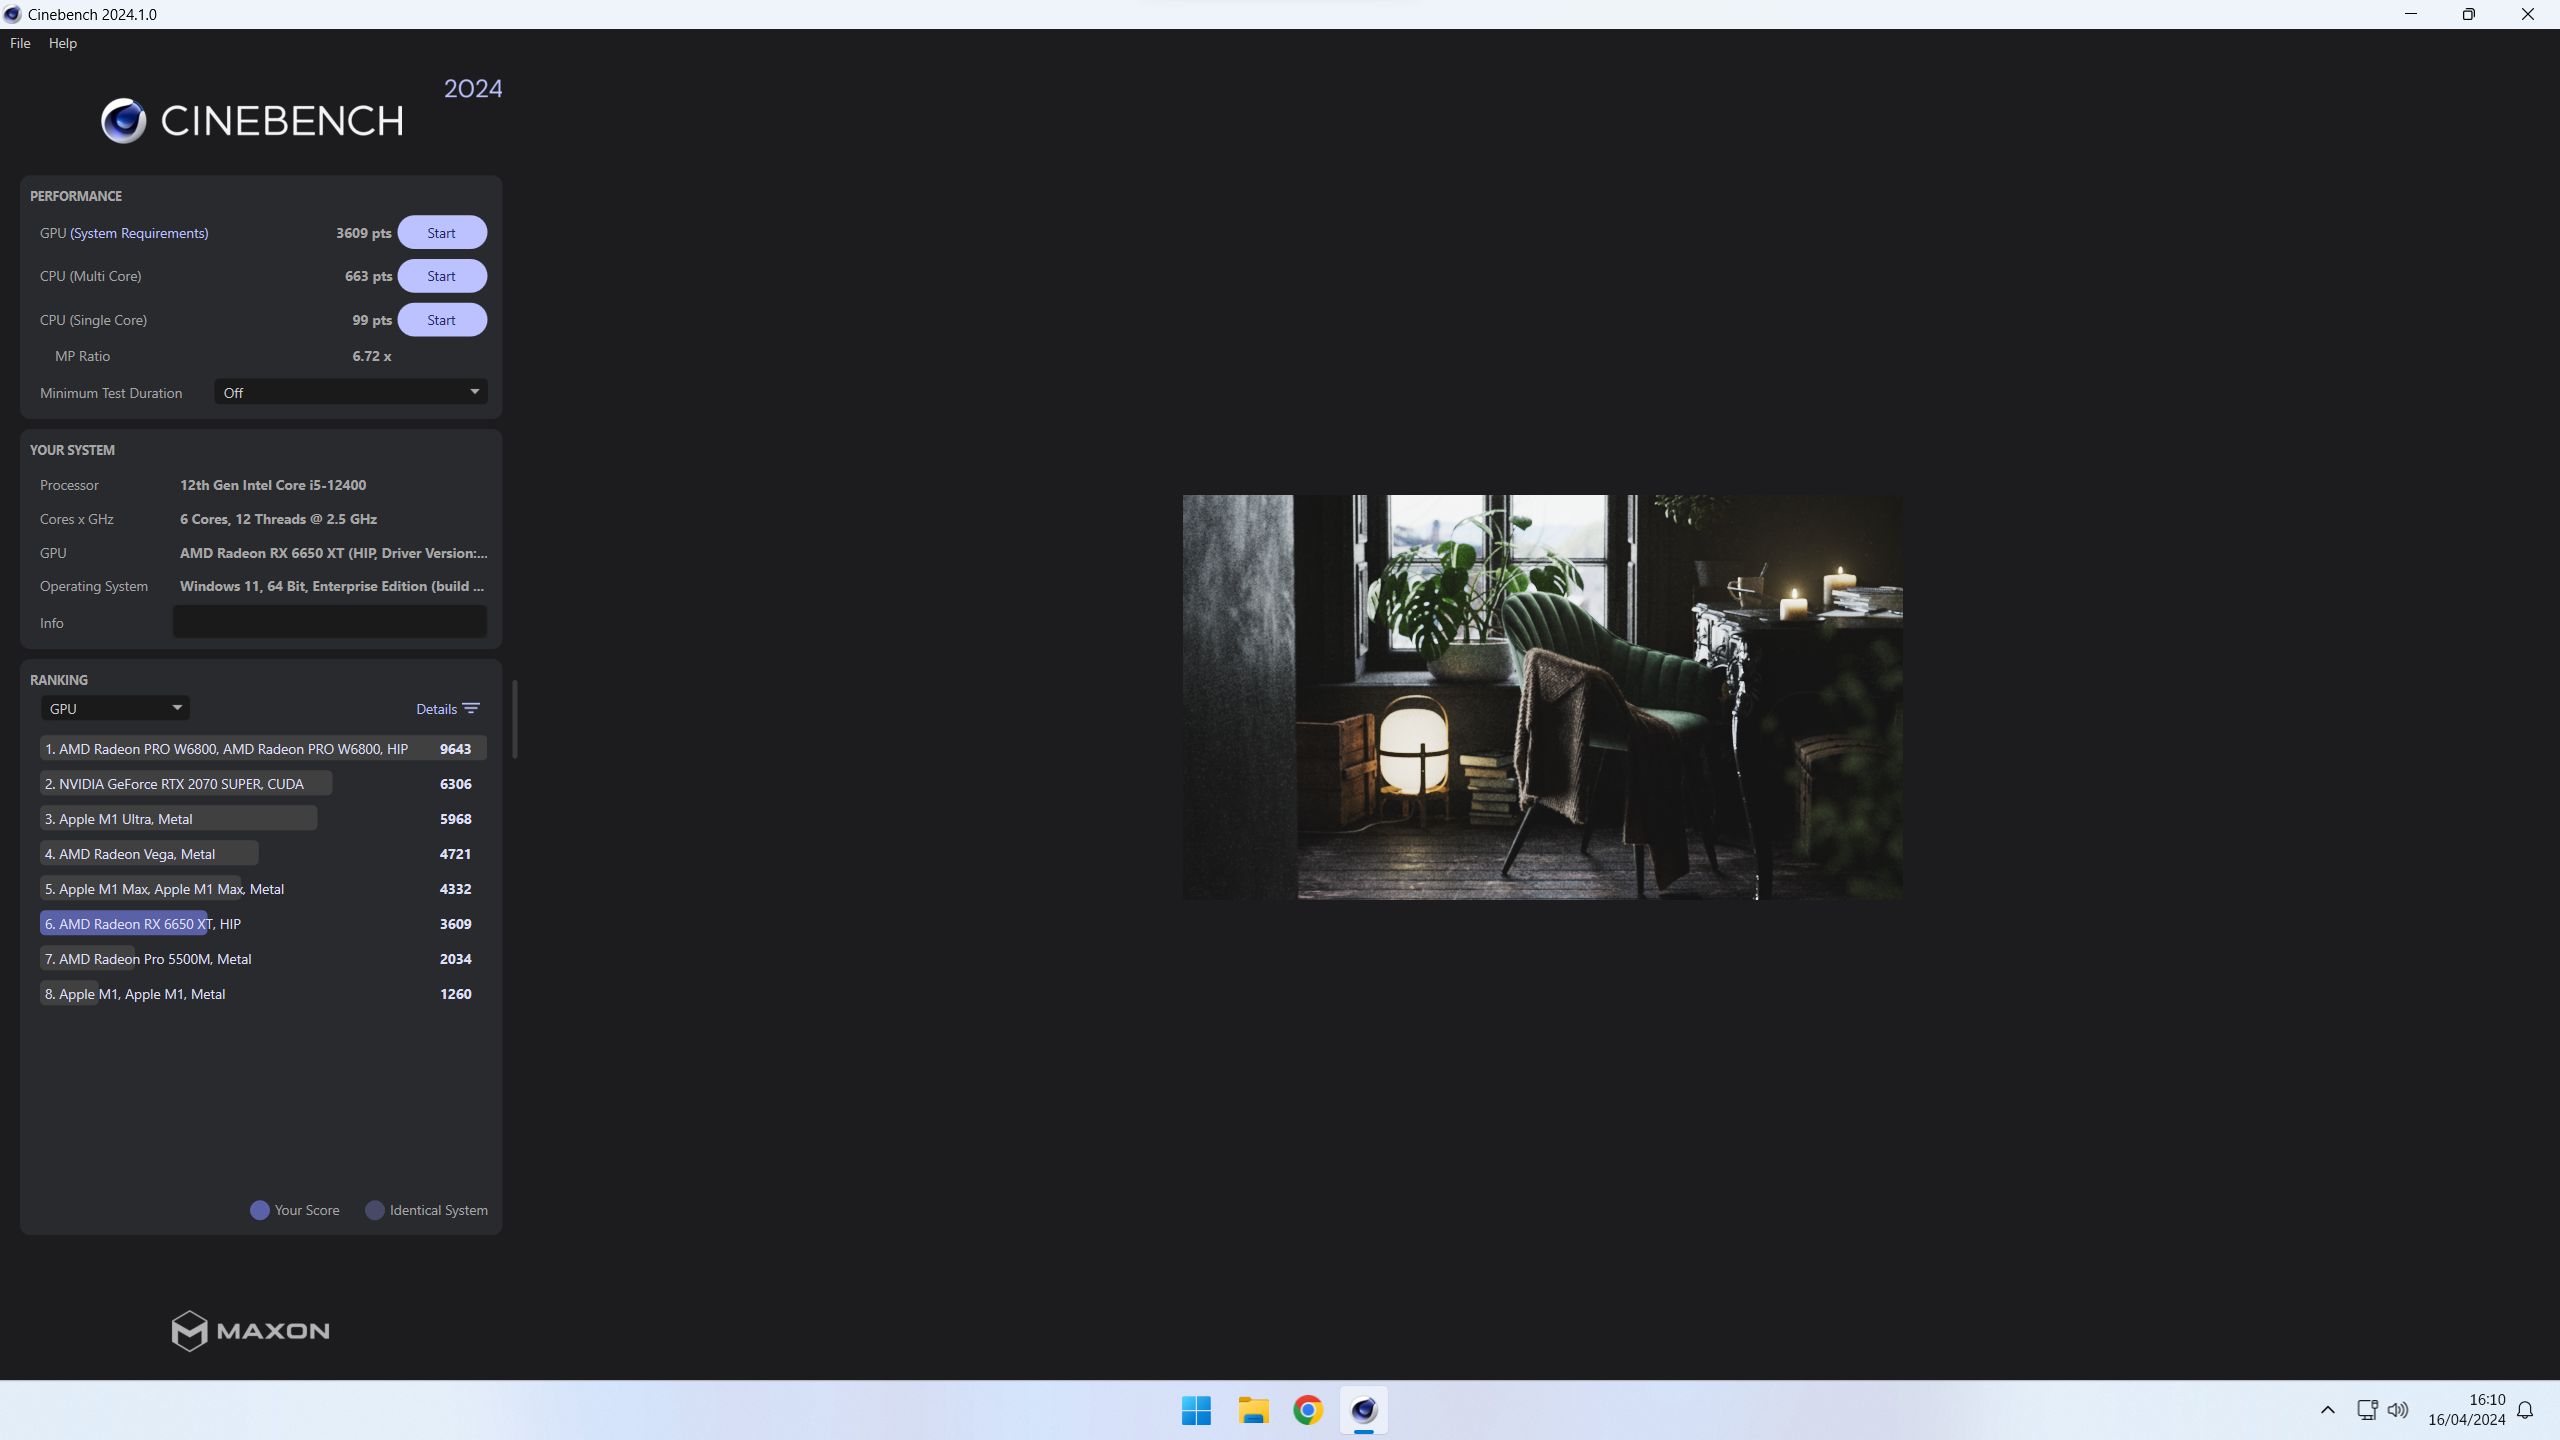 Cinebench 2024.1.0
File Help
2024
CINEBENCH
PERFORMANCE
GPU (System Requirements) 3609 pts Start
CPU (Multi Core) 663 pts Start
CPU (Single Core) 99 pts Start
MP Ratio 6.72 x
Minimum Test Duration Off
YOUR SYSTEM
Processor 12th Gen Intel Core i5-12400
Cores x GHz 6 Cores, 12 Threads @ 2.5 GHz
GPU AMD Radeon RX 6650 XT (HIP, Driver Version:...
Operating System Windows 11, 64 Bit, Enterprise Edition (build ...
Info
RANKING
GPU Details
1. AMD Radeon PRO W6800, AMD Radeon PRO W6800, HIP 9643
2. NVIDIA GeForce RTX 2070 SUPER, CUDA 6306
3. Apple M1 Ultra, Metal 5968
4. AMD Radeon Vega, Metal 4721
5. Apple M1 Max, Apple M1 Max, Metal 4332
6. AMD Radeon RX 6650 XT, HIP 3609
7. AMD Radeon Pro 5500M, Metal 2034
8. Apple M1, Apple M1, Metal 1260
Your Score Identical System
MAXON
16:10
16/04/2024